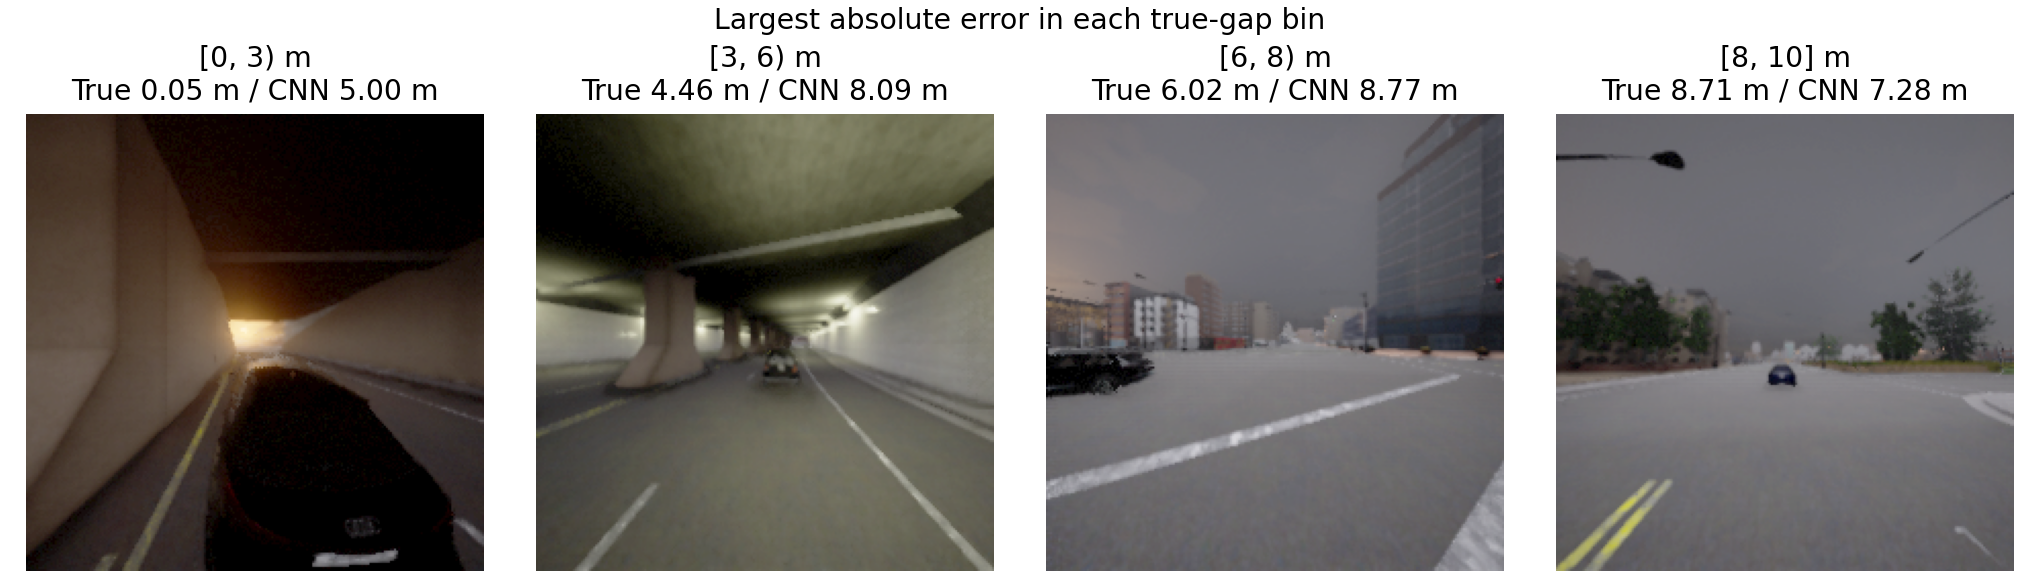 Largest absolute error in each true-gap bin
[0, 3) m
True 0.05 m / CNN 5.00 m
[3, 6) m
True 4.46 m / CNN 8.09 m
[6, 8) m
True 6.02 m / CNN 8.77 m
[8, 10] m
True 8.71 m / CNN 7.28 m